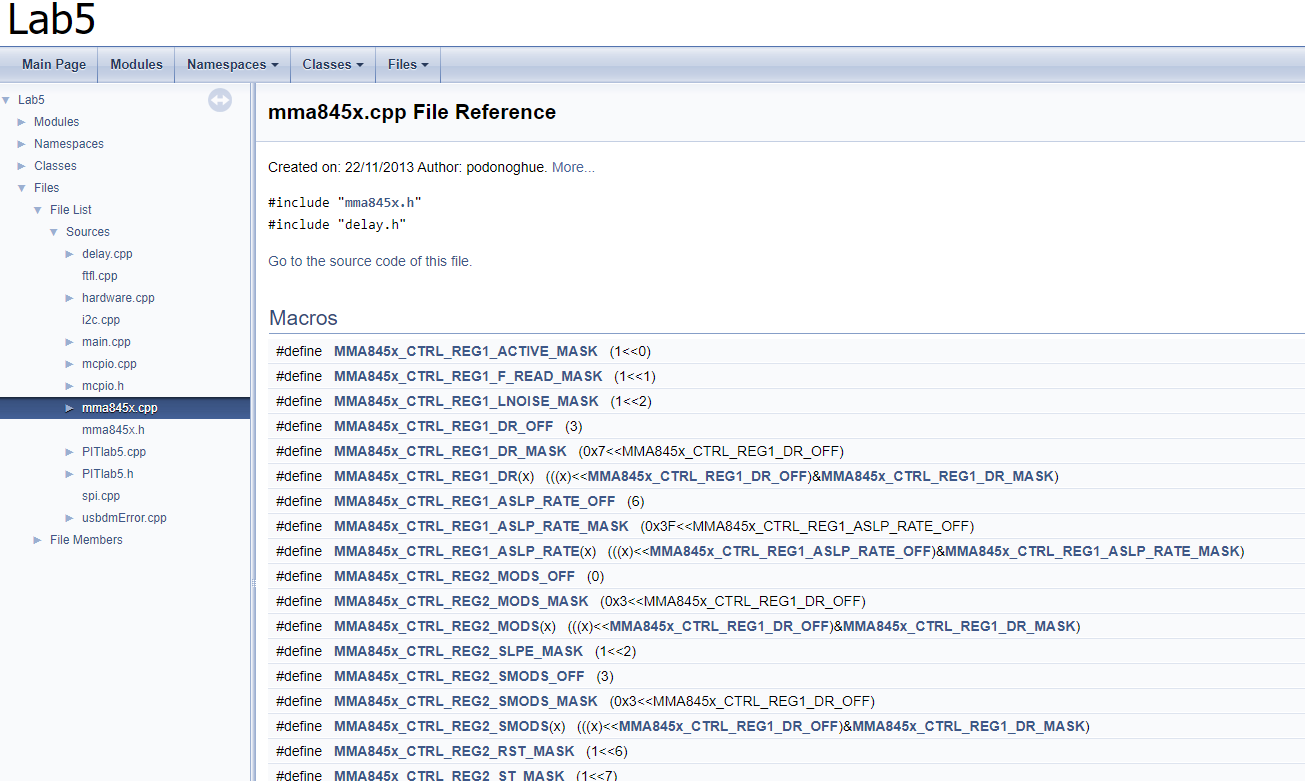 Lab5
Main Page Modules Namespaces Classes Files
Lab5
Modules
Namespaces
Classes
Files
File List
Sources
delay.cpp
ftfl.cpp
hardware.cpp
i2c.cpp
main.cpp
mcpio.cpp
mcpio.h
mma845x.cpp
mma845x.h
PITlab5.cpp
PITlab5.h
spi.cpp
usbdmError.cpp
File Members
mma845x.cpp File Reference
Created on: 22/11/2013 Author: podonoghue. More...
#include "mma845x.h"
#include "delay.h"
Go to the source code of this file.
Macros
#define MMA845x_CTRL_REG1_ACTIVE_MASK (1<<0)
#define MMA845x_CTRL_REG1_F_READ_MASK (1<<1)
#define MMA845x_CTRL_REG1_LNOISE_MASK (1<<2)
#define MMA845x_CTRL_REG1_DR_OFF (3)
#define MMA845x_CTRL_REG1_DR_MASK (0x7<<MMA845x_CTRL_REG1_DR_OFF)
#define MMA845x_CTRL_REG1_DR(x) (((x)<<MMA845x_CTRL_REG1_DR_OFF)&MMA845x_CTRL_REG1_DR_MASK)
#define MMA845x_CTRL_REG1_ASLP_RATE_OFF (6)
#define MMA845x_CTRL_REG1_ASLP_RATE_MASK (0x3F<<MMA845x_CTRL_REG1_ASLP_RATE_OFF)
#define MMA845x_CTRL_REG1_ASLP_RATE(x) (((x)<<MMA845x_CTRL_REG1_ASLP_RATE_OFF)&MMA845x_CTRL_REG1_ASLP_RATE_MASK)
#define MMA845x_CTRL_REG2_MODS_OFF (0)
#define MMA845x_CTRL_REG2_MODS_MASK (0x3<<MMA845x_CTRL_REG1_DR_OFF)
#define MMA845x_CTRL_REG2_MODS(x) (((x)<<MMA845x_CTRL_REG1_DR_OFF)&MMA845x_CTRL_REG1_DR_MASK)
#define MMA845x_CTRL_REG2_SLPE_MASK (1<<2)
#define MMA845x_CTRL_REG2_SMODS_OFF (3)
#define MMA845x_CTRL_REG2_SMODS_MASK (0x3<<MMA845x_CTRL_REG1_DR_OFF)
#define MMA845x_CTRL_REG2_SMODS(x) (((x)<<MMA845x_CTRL_REG1_DR_OFF)&MMA845x_CTRL_REG1_DR_MASK)
#define MMA845x_CTRL_REG2_RST_MASK (1<<6)
#define MMA845x_CTRL_REG2_ST_MASK (1<<7)